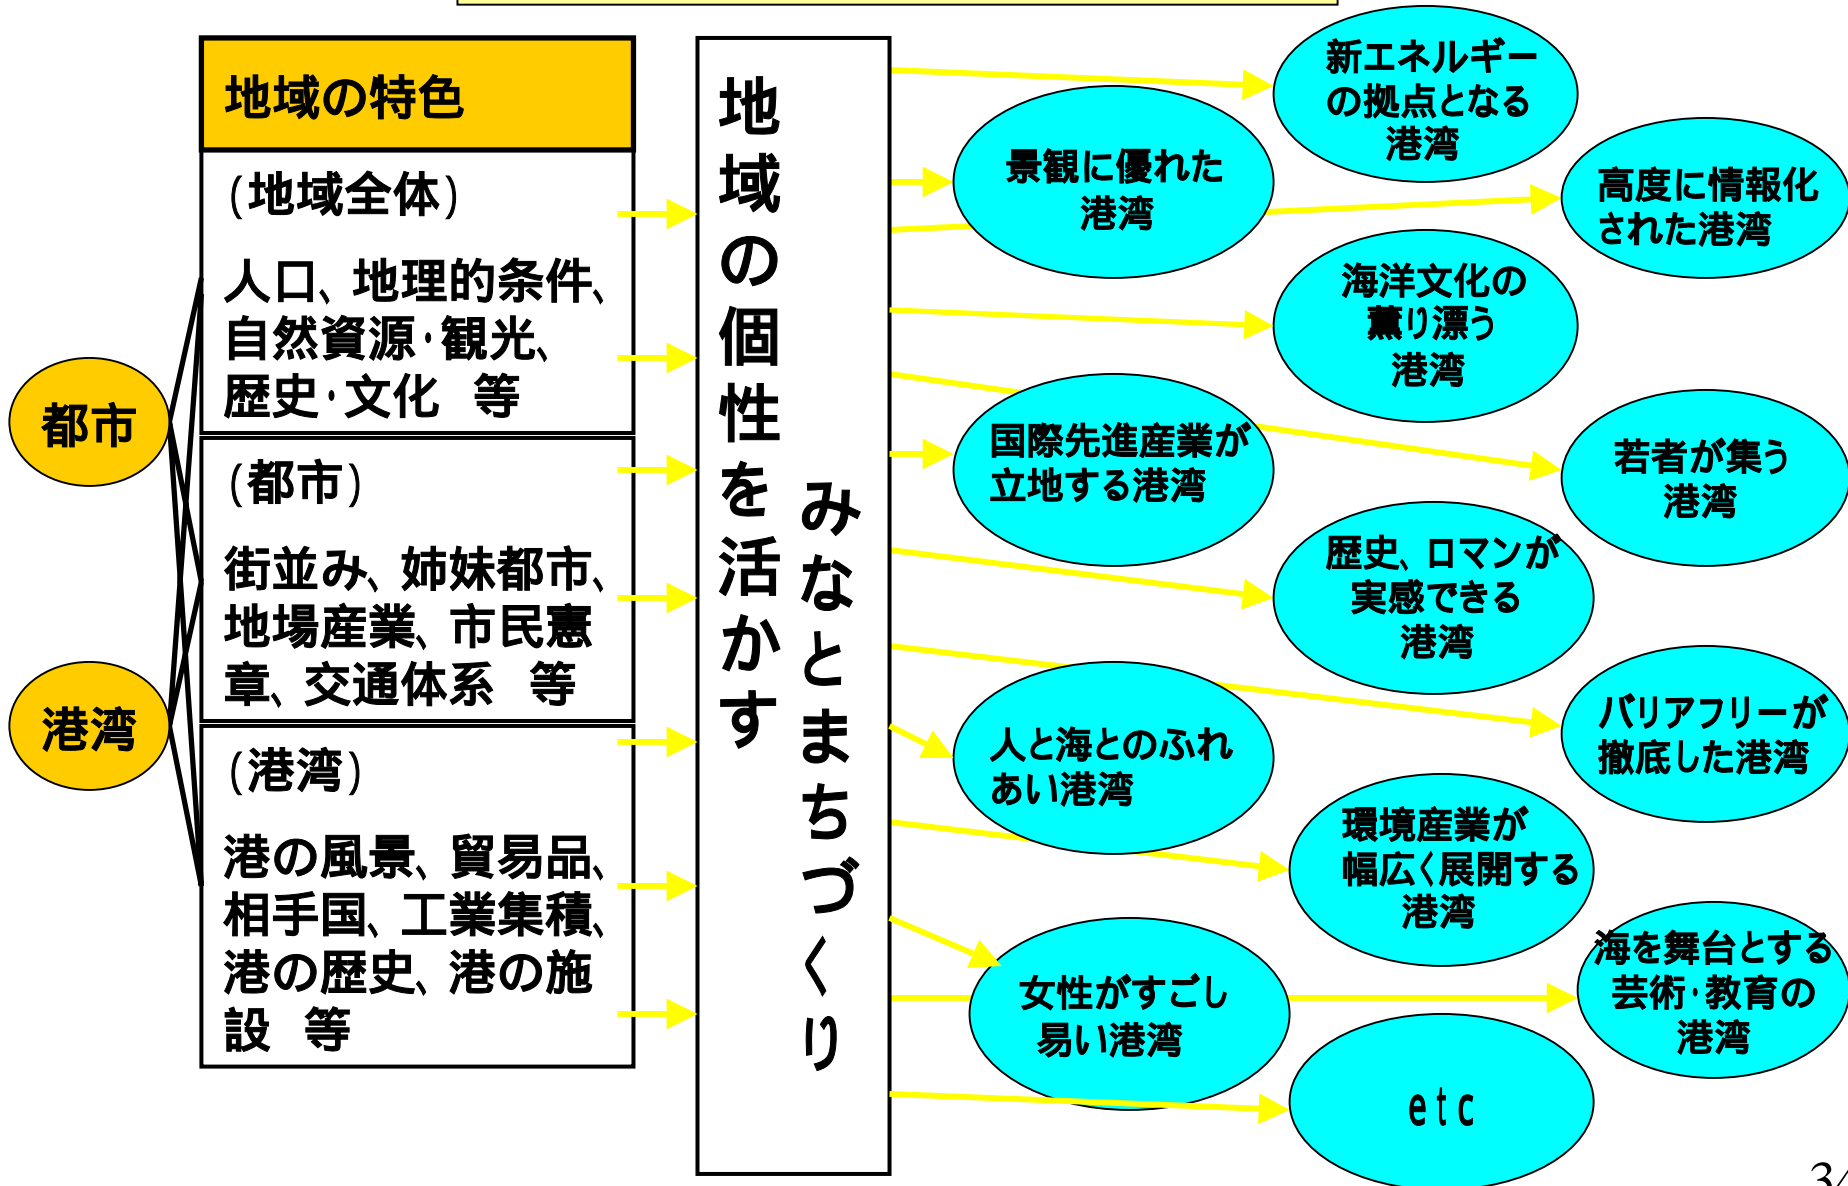 都市
港湾
地域の特色
(地域全体)
人口、地理的条件、
自然資源・観光、
歴史・文化 等
(都市)
街並み、姉妹都市、
地場産業、市民憲
章、交通体系 等
(港湾)
港の風景、貿易品、
相手国、工業集積、
港の歴史、港の施
設 等
地域の個性を活かす
みなとまちづくり
新エネルギー
の拠点となる
港湾
景観に優れた
港湾
高度に情報化
された港湾
海洋文化の
薫り漂う
港湾
国際先進産業が
立地する港湾
若者が集う
港湾
歴史、ロマンが
実感できる
港湾
人と海とのふれ
あい港湾
バリアフリーが
徹底した港湾
環境産業が
幅広く展開する
港湾
女性がすごし
易い港湾
海を舞台とする
芸術・教育の
港湾
etc
34